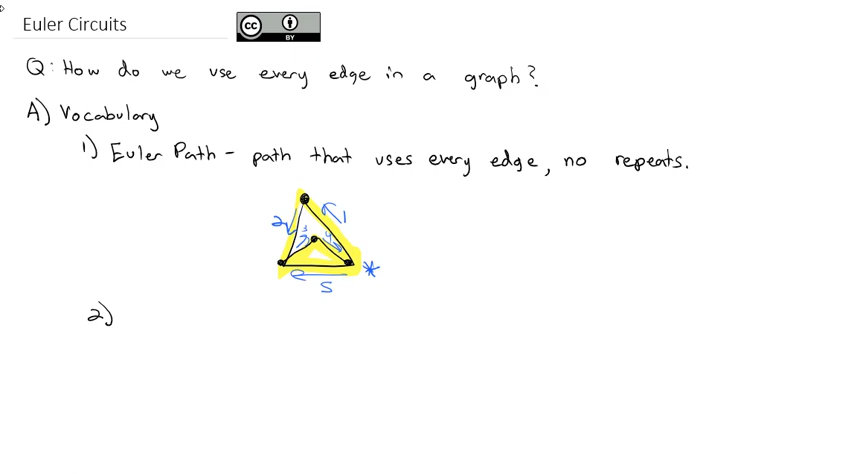 Euler Circuits
cc BY
Q: How do we use every edge in a graph?
A) Vocabulary
1) Euler Path - path that uses every edge, no repeats.
2 3 4 1
5 *
2)